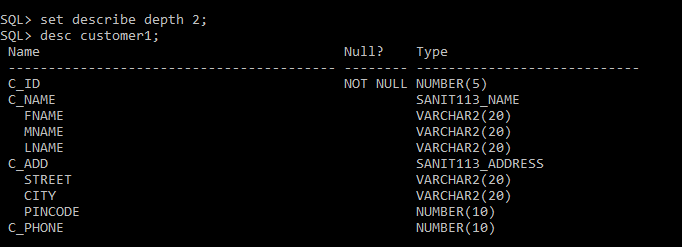 SQL> set describe depth 2;
SQL> desc customer1;
 Name                                      Null?    Type
 ----------------------------------------- -------- ----------------------------
 C_ID                                      NOT NULL NUMBER(5)
 C_NAME                                             SANIT113_NAME
   FNAME                                            VARCHAR2(20)
   MNAME                                            VARCHAR2(20)
   LNAME                                            VARCHAR2(20)
 C_ADD                                              SANIT113_ADDRESS
   STREET                                           VARCHAR2(20)
   CITY                                             VARCHAR2(20)
   PINCODE                                          NUMBER(10)
 C_PHONE                                            NUMBER(10)